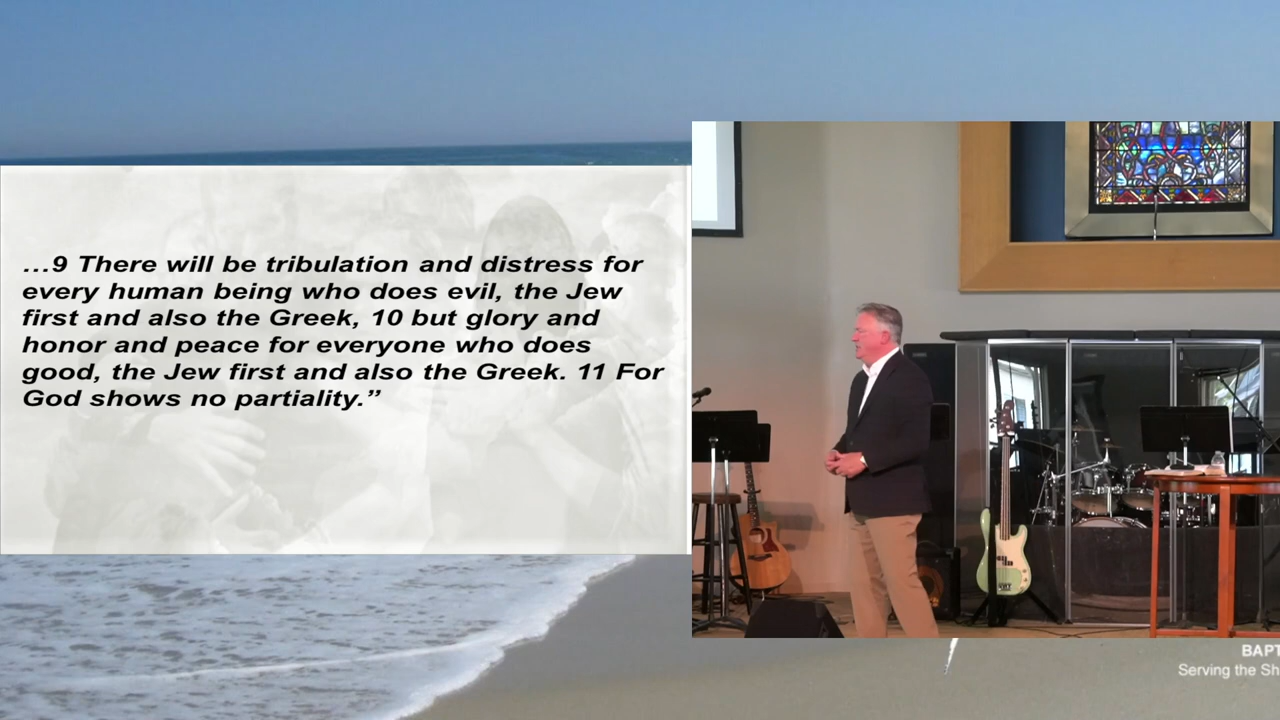 …9 There will be tribulation and distress for
every human being who does evil, the Jew
first and also the Greek, 10 but glory and
honor and peace for everyone who does
good, the Jew first and also the Greek. 11 For
God shows no partiality.”
BAPT
Serving the Sh